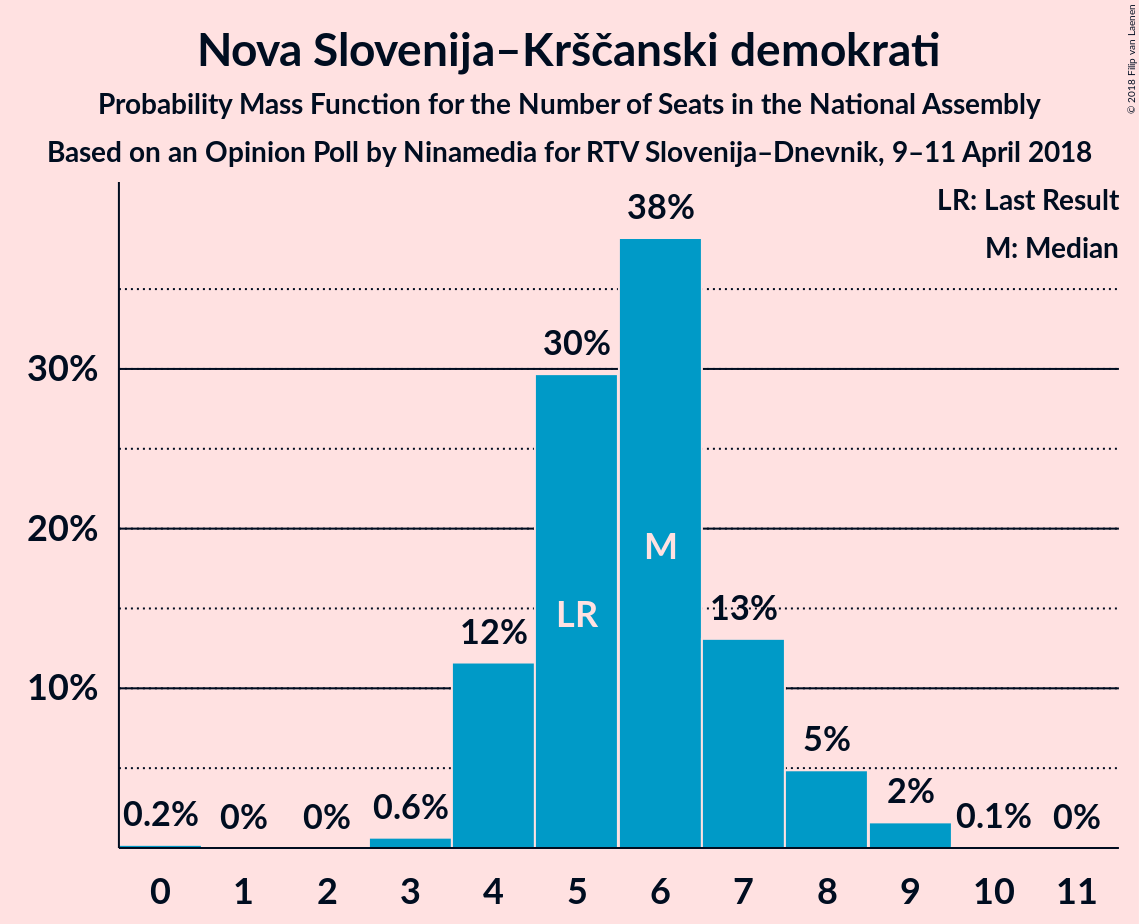 Nova Slovenija–Krščanski demokrati
Probability Mass Function for the Number of Seats in the National Assembly
Based on an Opinion Poll by Ninamedia for RTV Slovenija–Dnevnik, 9–11 April 2018
© 2018 Filip van Laenen
LR: Last Result
M: Median
38%
30%
30%
20%
M
13%
LR
12%
10%
5%
2%
0.2%
0%
0%
0.6%
0.1%
0%
0 1 2 3 4 5 6 7 8 9 10 11